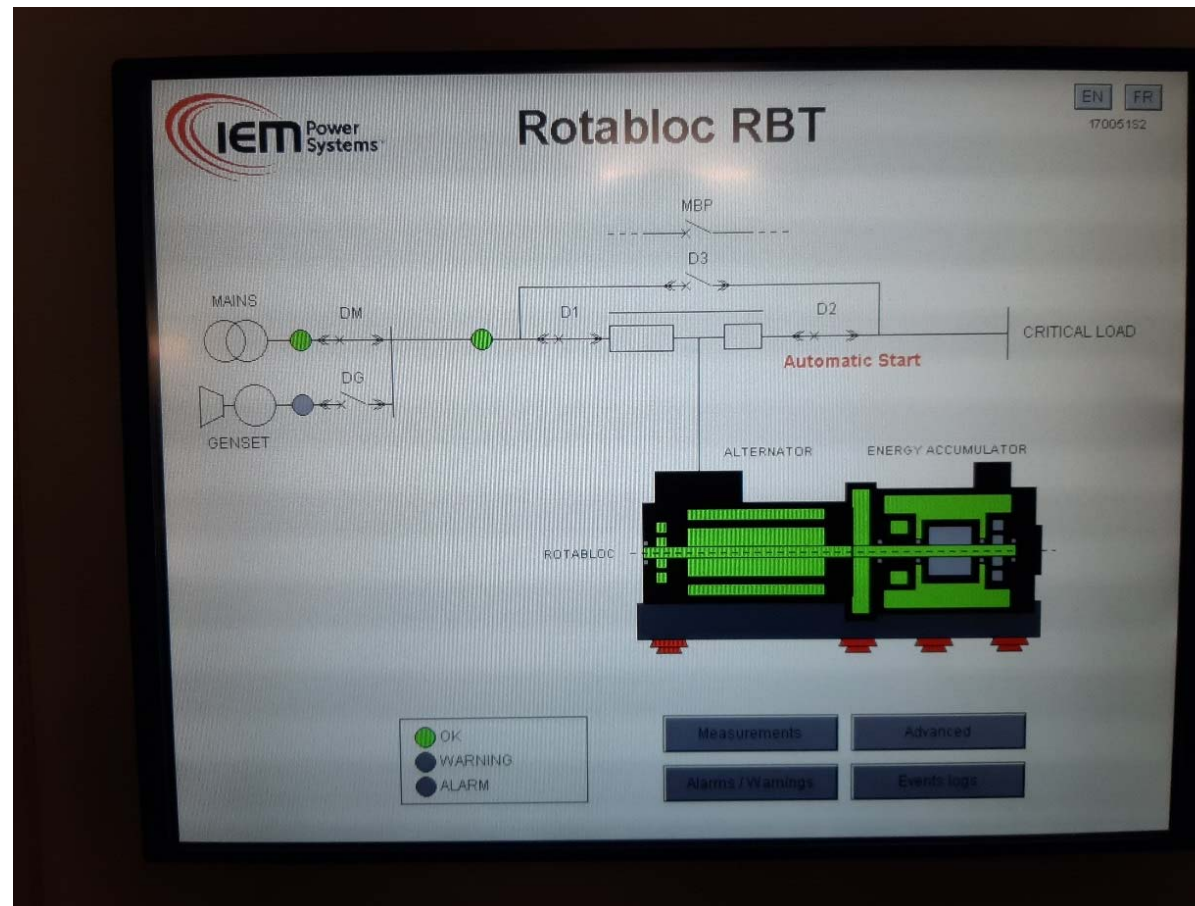 IEM Power
Systems
Rotabloc RBT
EN FR
170051S2
MBP
D3
MAINS
DM
D1
D2
CRITICAL LOAD
Automatic Start
DG
GENSET
ALTERNATOR
ENERGY ACCUMULATOR
ROTABLOC
OK
WARNING
ALARM
Measurements
Advanced
Alarms / Warnings
Events logs